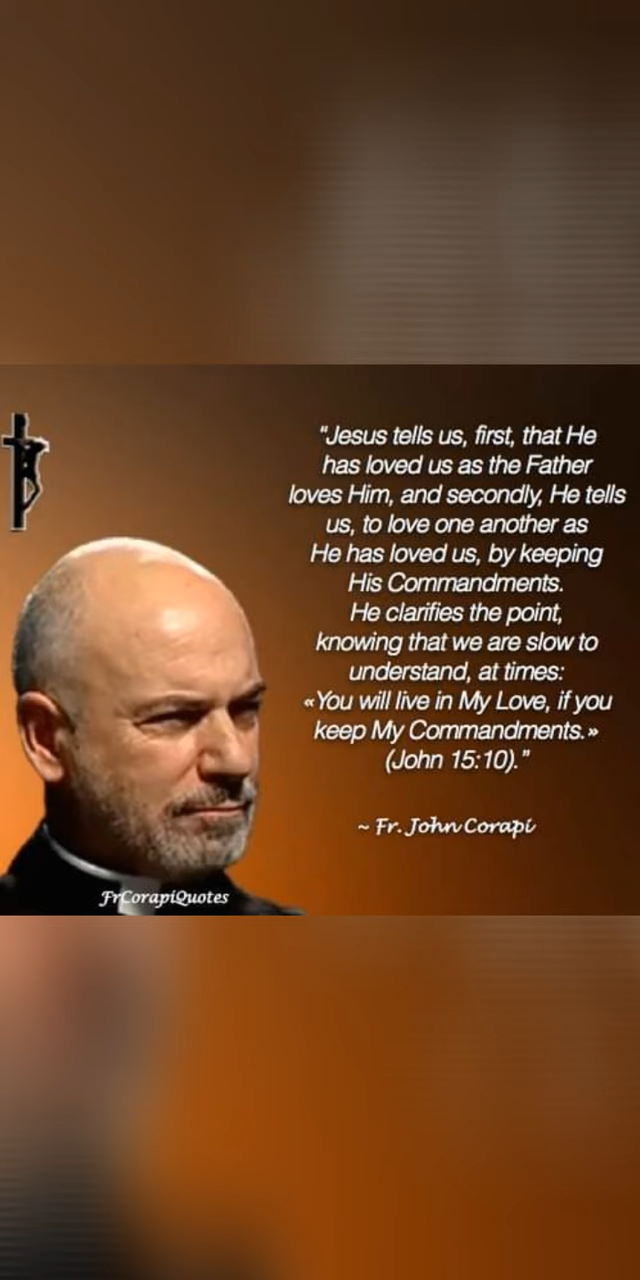 "Jesus tells us, first, that He
has loved us as the Father
loves Him, and secondly, He tells
us, to love one another as
He has loved us, by keeping
His Commandments.
He clarifies the point,
knowing that we are slow to
understand, at times:
«You will live in My Love, if you
keep My Commandments.»
(John 15:10)."
~ Fr. John Corapi
FrCorapiQuotes